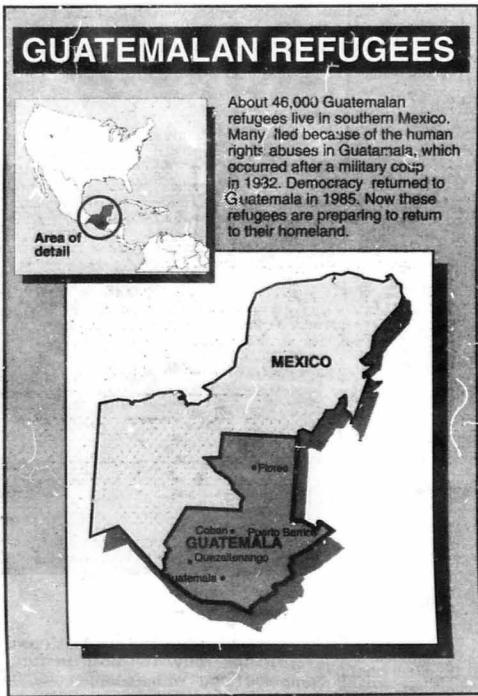 GUATEMALAN REFUGEES
About 46,000 Guatemalan
refugees live in southern Mexico.
Many fled because of the human
rights abuses in Guatamala, which
occurred after a military coup
in 1982. Democracy returned to
Guatemala in 1985. Now these
refugees are preparing to return
to their homeland.
Area of
detail
MEXICO
Flores
Coban
Puerto Barrios
GUATEMALA
Quezaltenango
Guatemala